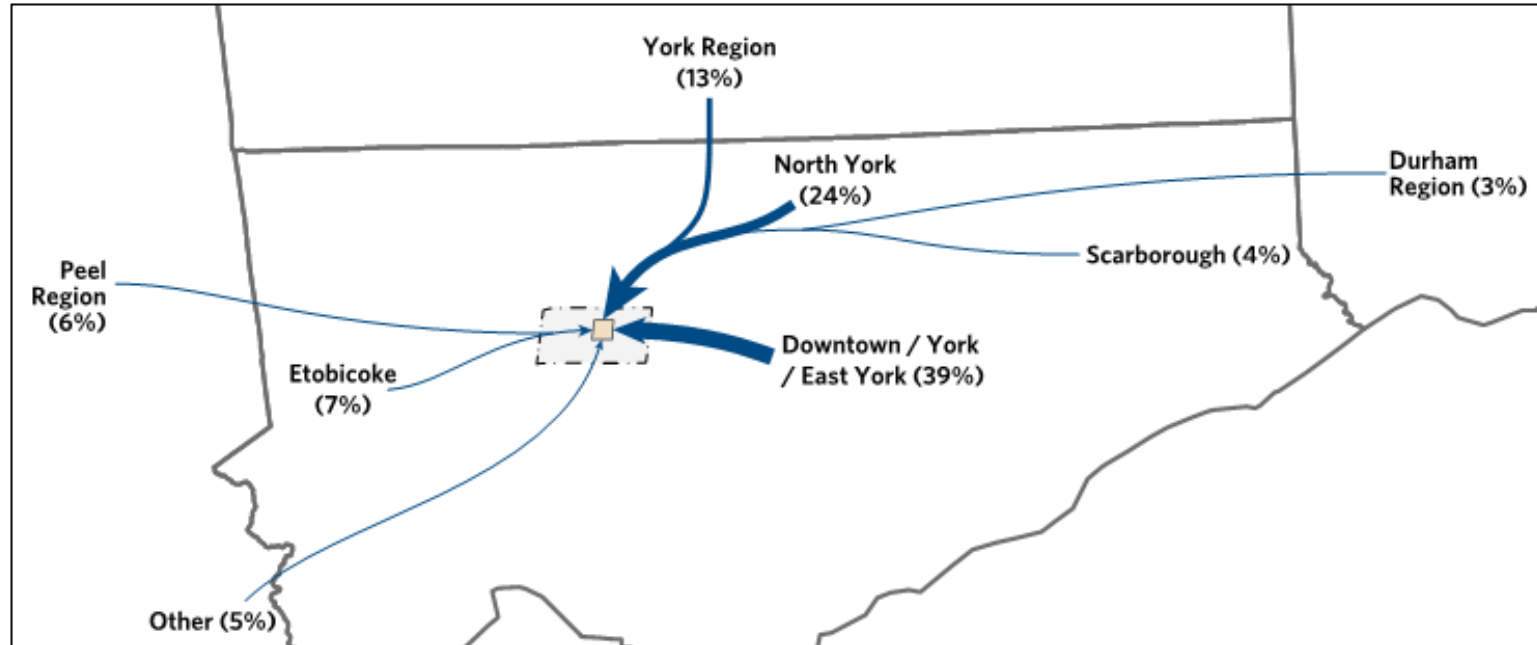 York Region
(13%)
North York
(24%)
Durham
Region (3%)
Scarborough (4%)
Peel
Region
(6%)
Etobicoke
(7%)
Downtown / York
/ East York (39%)
Other (5%)